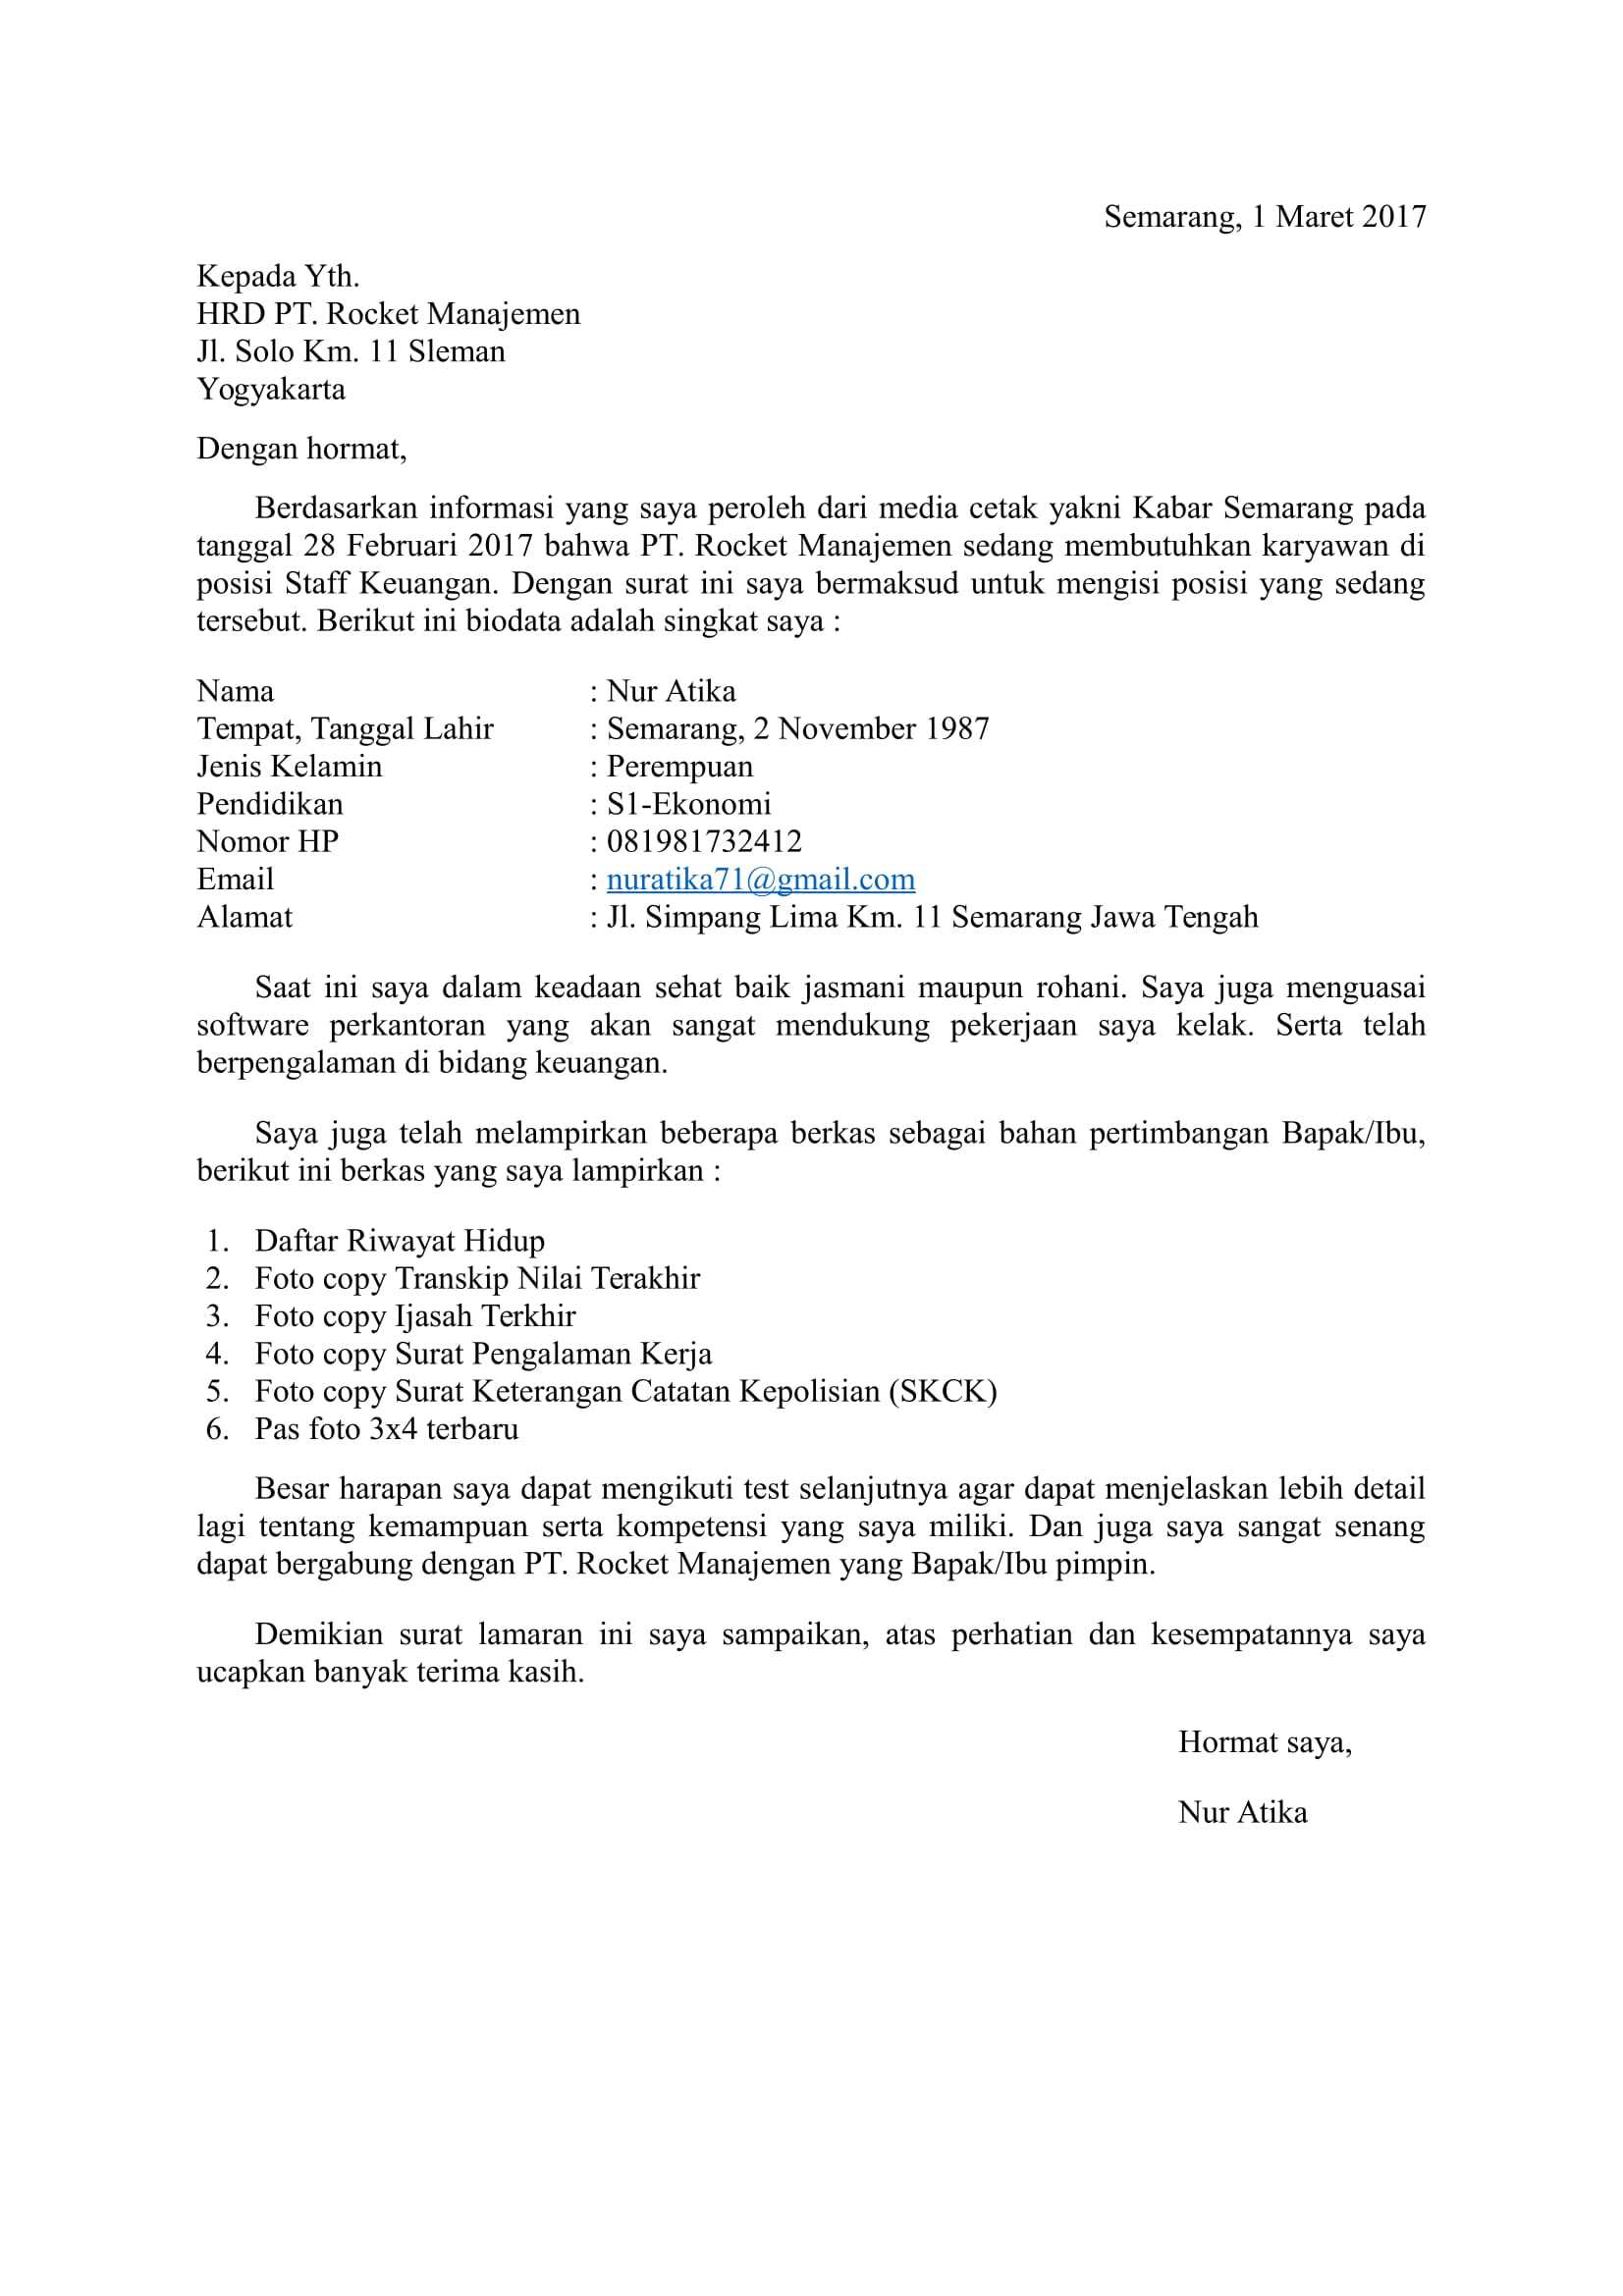 Semarang, 1 Maret 2017
Kepada Yth.
HRD PT. Rocket Manajemen
Jl. Solo Km. 11 Sleman
Yogyakarta
Dengan hormat,
Berdasarkan informasi yang saya peroleh dari media cetak yakni Kabar Semarang pada
tanggal 28 Februari 2017 bahwa PT. Rocket Manajemen sedang membutuhkan karyawan di
posisi Staff Keuangan. Dengan surat ini saya bermaksud untuk mengisi posisi yang sedang
tersebut. Berikut ini biodata adalah singkat saya :
Nama : Nur Atika
Tempat, Tanggal Lahir : Semarang, 2 November 1987
Jenis Kelamin : Perempuan
Pendidikan : S1-Ekonomi
Nomor HP : 081981732412
Email : nuratika71@gmail.com
Alamat : Jl. Simpang Lima Km. 11 Semarang Jawa Tengah
Saat ini saya dalam keadaan sehat baik jasmani maupun rohani. Saya juga menguasai
software perkantoran yang akan sangat mendukung pekerjaan saya kelak. Serta telah
berpengalaman di bidang keuangan.
Saya juga telah melampirkan beberapa berkas sebagai bahan pertimbangan Bapak/Ibu,
berikut ini berkas yang saya lampirkan :
1. Daftar Riwayat Hidup
2. Foto copy Transkip Nilai Terakhir
3. Foto copy Ijasah Terkhir
4. Foto copy Surat Pengalaman Kerja
5. Foto copy Surat Keterangan Catatan Kepolisian (SKCK)
6. Pas foto 3x4 terbaru
Besar harapan saya dapat mengikuti test selanjutnya agar dapat menjelaskan lebih detail
lagi tentang kemampuan serta kompetensi yang saya miliki. Dan juga saya sangat senang
dapat bergabung dengan PT. Rocket Manajemen yang Bapak/Ibu pimpin.
Demikian surat lamaran ini saya sampaikan, atas perhatian dan kesempatannya saya
ucapkan banyak terima kasih.
Hormat saya,
Nur Atika